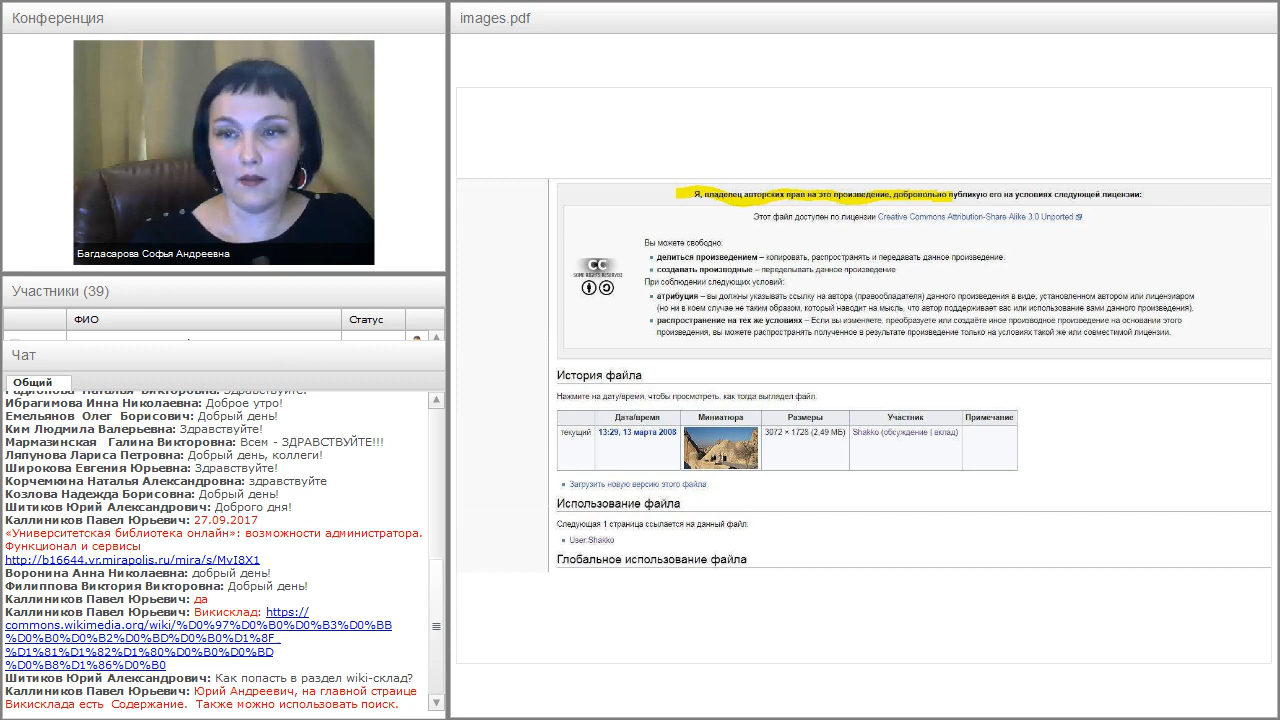 Конференция
Багдасарова Софья Андреевна
Участники (39)
ФИО
Статус
Чат
Общий
Ибрагимова Инна Николаевна: Доброе утро!
Емельянов Олег Борисович: Добрый день!
Ким Людмила Валерьевна: Здравствуйте!
Мармазинская Галина Викторовна: Всем - ЗДРАВСТВУЙТЕ!!!
Ляпунова Лариса Петровна: Добрый день, коллеги!
Широкова Евгения Юрьевна: Здравствуйте!
Корчемкина Наталья Александровна: здравствуйте
Козлова Надежда Борисовна: Добрый день!
Шитиков Юрий Александрович: Доброго дня!
Каллиников Павел Юрьевич: 27.09.2017
«Университетская библиотека онлайн»: возможности администратора.
Функционал и сервисы
http://b16644.vr.mirapolis.ru/mira/s/MvI8X1
Воронина Анна Николаевна: добрый день!
Филиппова Виктория Викторовна: Добрый день!
Каллиников Павел Юрьевич: да
Каллиников Павел Юрьевич: Викисклад: https://
commons.wikimedia.org/wiki/%D0%97%D0%B0%D0%B3%D0%BB
%D0%B0%D0%B2%D0%BD%D0%B0%D1%8F_
%D1%81%D1%82%D1%80%D0%B0%D0%BD
%D0%B8%D1%86%D0%B0
Шитиков Юрий Александрович: Как попасть в раздел wiki-склад?
Каллиников Павел Юрьевич: Юрий Андреевич, на главной страице
Викисклада есть Содержание. Также можно использовать поиск.
images.pdf
Я, владелец авторских прав на это произведение, добровольно публикую его на условиях следующей лицензии:
Этот файл доступен по лицензии Creative Commons Attribution-Share Alike 3.0 Unported
cc
SOME RIGHTS RESERVED
Вы можете свободно:
делиться произведением – копировать, распространять и передавать данное произведение.
создавать производные – переделывать данное произведение
При соблюдении следующих условий:
атрибуция – вы должны указывать ссылку на автора (правообладателя) данного произведения в виде, установленном автором или лицензиаром
(но ни в коем случае не таким образом, который наводит на мысль, что автор поддерживает вас или использование вами данного произведения).
распространение на тех же условиях – Если вы изменяете, преобразуете или создаёте иное производное произведение на основании этого
произведения, вы можете распространять полученное в результате произведение только на условиях такой же или совместимой лицензии.
История файла
Нажмите на дату/время, чтобы просмотреть, как тогда выглядел файл.
Дата/время Миниатюра Размеры Участник Примечание
текущий 13:29, 13 марта 2008 3072 × 1728 (2,49 МБ) Shakko (обсуждение | вклад)
Загрузить новую версию этого файла
Использование файла
Следующая 1 страница ссылается на данный файл:
User:Shakko
Глобальное использование файла